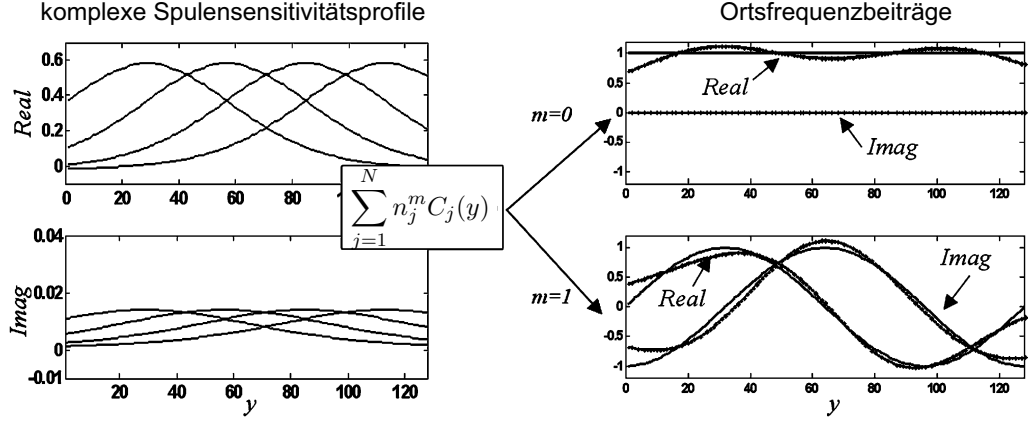 komplexe Spulensensitivitätsprofile
Ortsfrequenzbeiträge
0.6
0.4
0.2
0
Real
20 40 60 80 100 120
0.04
0.02
0
-0.01
Imag
20 40 60 80 100 120
y
\sum_{j=1}^{N} n_j^m C_j(y)
m=0
m=1
1
0.5
0
-0.5
-1
Real
Imag
0 20 40 60 80 100 120
1
0.5
0
-0.5
-1
Real
Imag
0 20 40 60 80 100 120
y